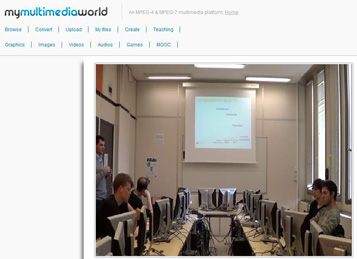 mymultimediaworld
An MPEG-4 & MPEG-7 multimedia platform: Home
Browse | Convert | Upload | My files | Create | Teaching |
Graphics | Images | Videos | Audios | Games | MOOC |